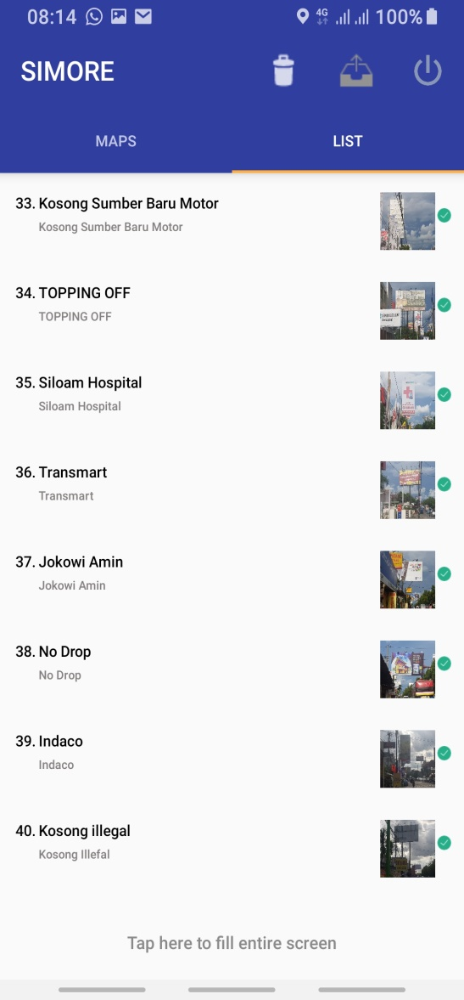 08:14 4G 100%
SIMORE
MAPS LIST
33. Kosong Sumber Baru Motor
Kosong Sumber Baru Motor
34. TOPPING OFF
TOPPING OFF
35. Siloam Hospital
Siloam Hospital
36. Transmart
Transmart
37. Jokowi Amin
Jokowi Amin
38. No Drop
No Drop
39. Indaco
Indaco
40. Kosong illegal
Kosong Illefal
Tap here to fill entire screen